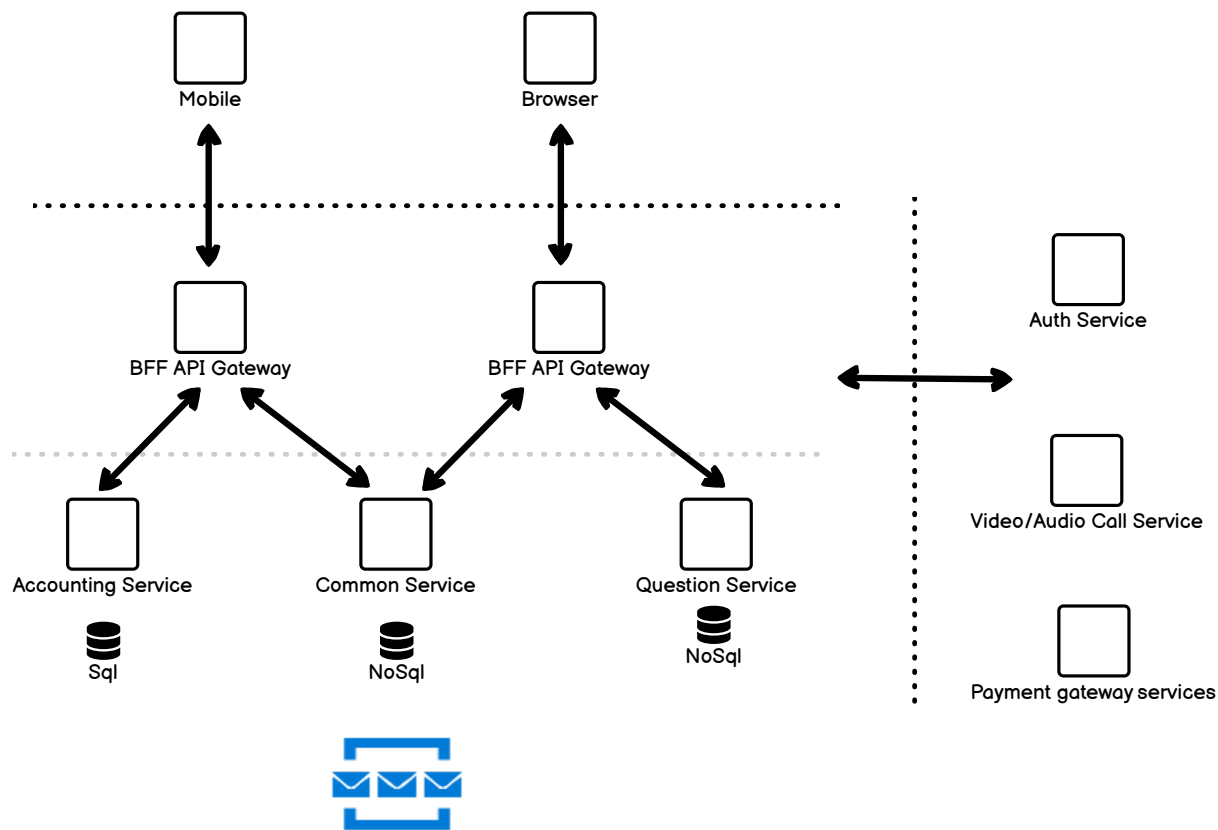 Mobile
Browser
Auth Service
BFF API Gateway
BFF API Gateway
Video/Audio Call Service
Accounting Service
Common Service
Question Service
Sql
NoSql
NoSql
Payment gateway services